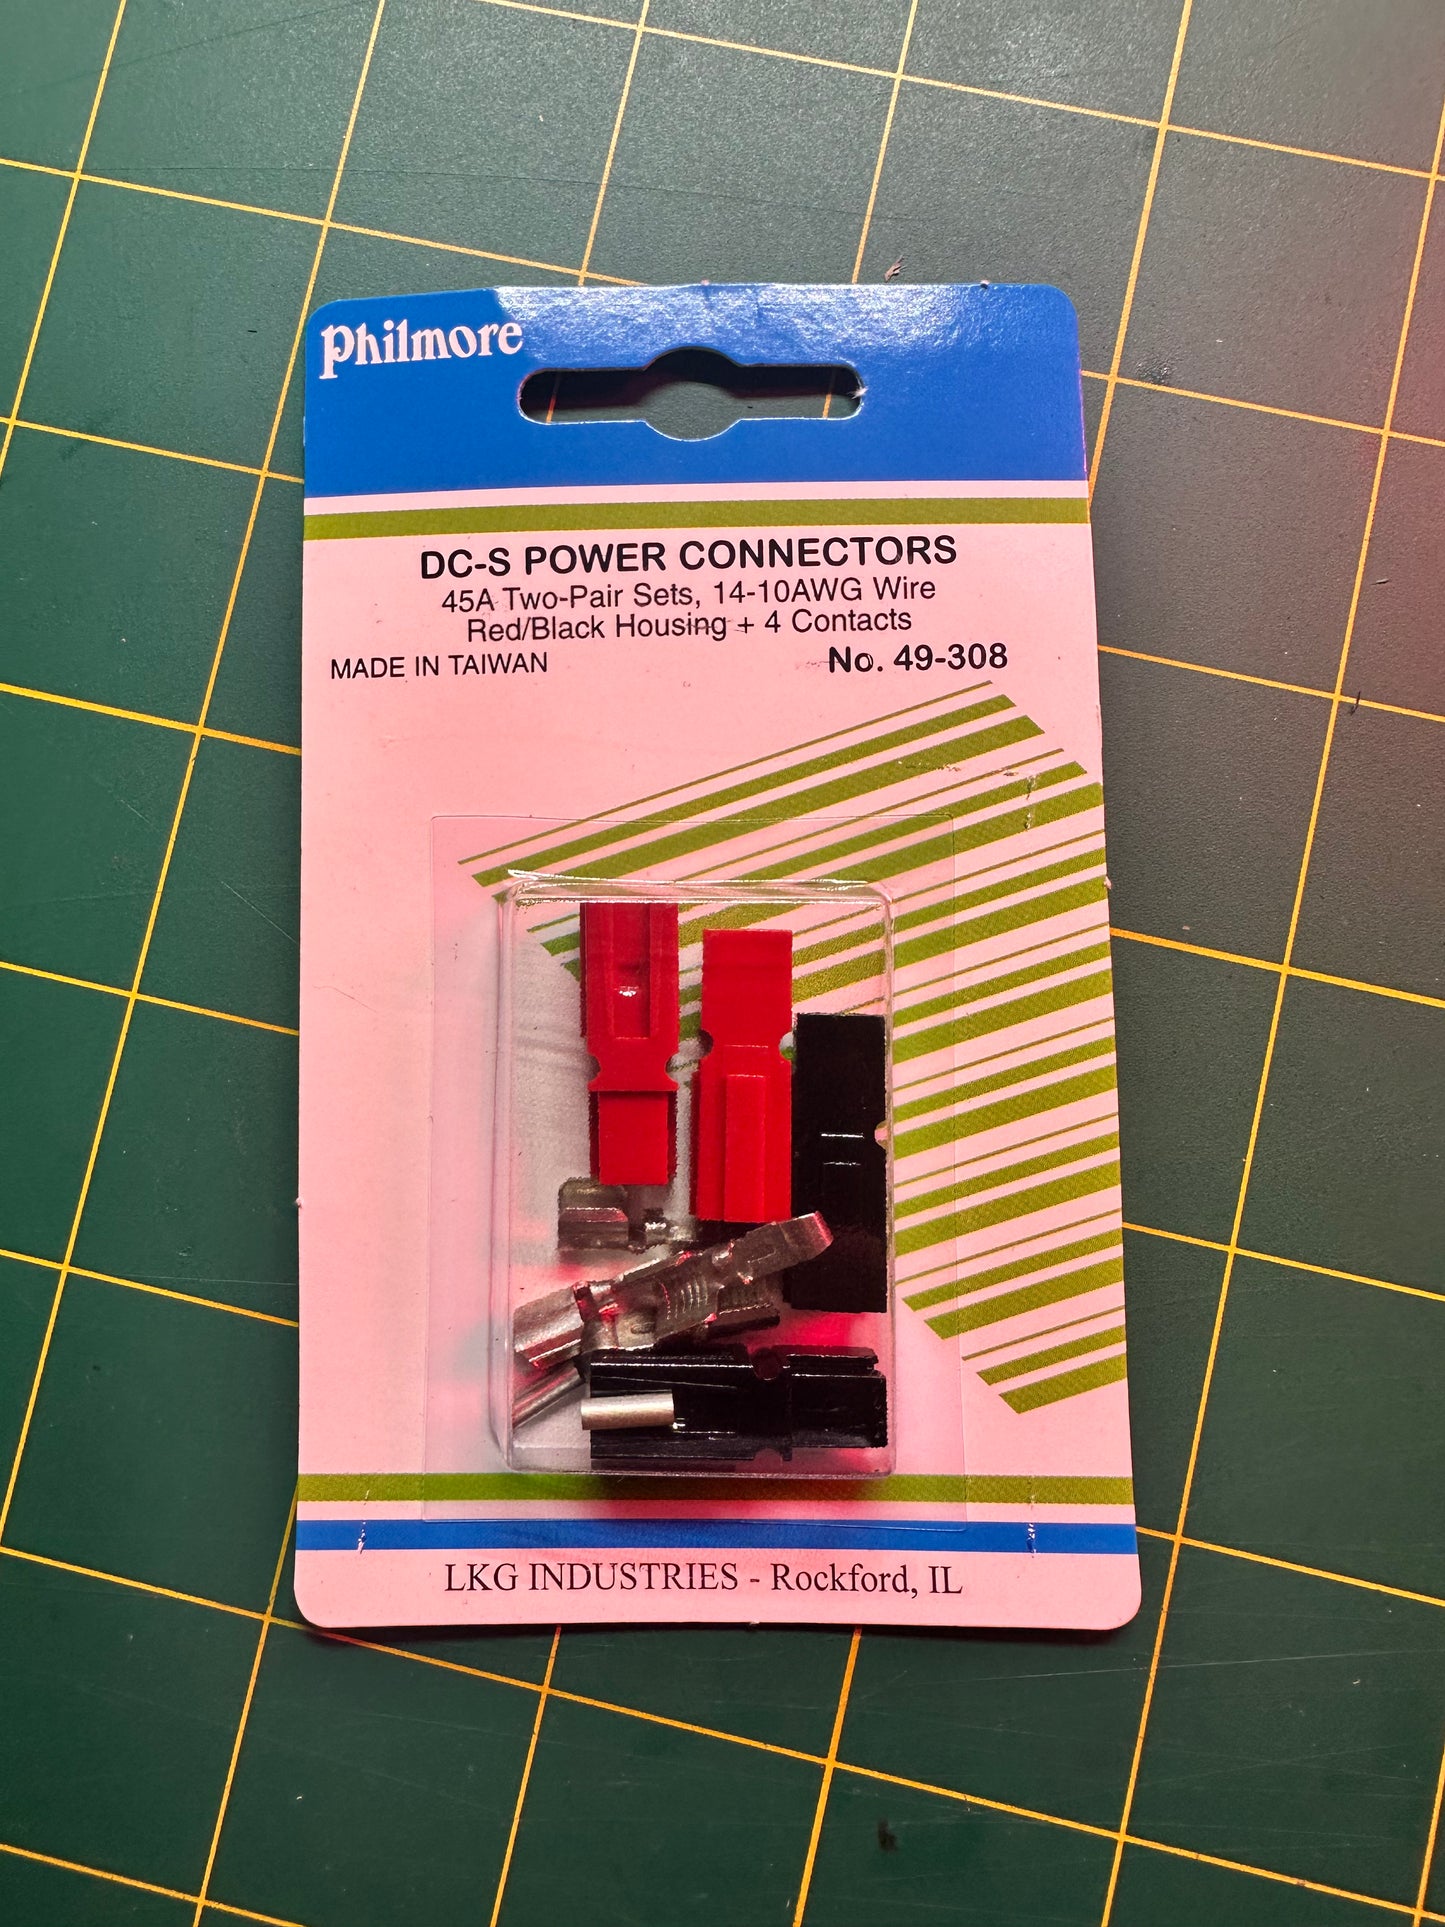 Philmore
DC-S POWER CONNECTORS
45A Two-Pair Sets, 14-10AWG Wire
Red/Black Housing + 4 Contacts
MADE IN TAIWAN No. 49-308
LKG INDUSTRIES - Rockford, IL